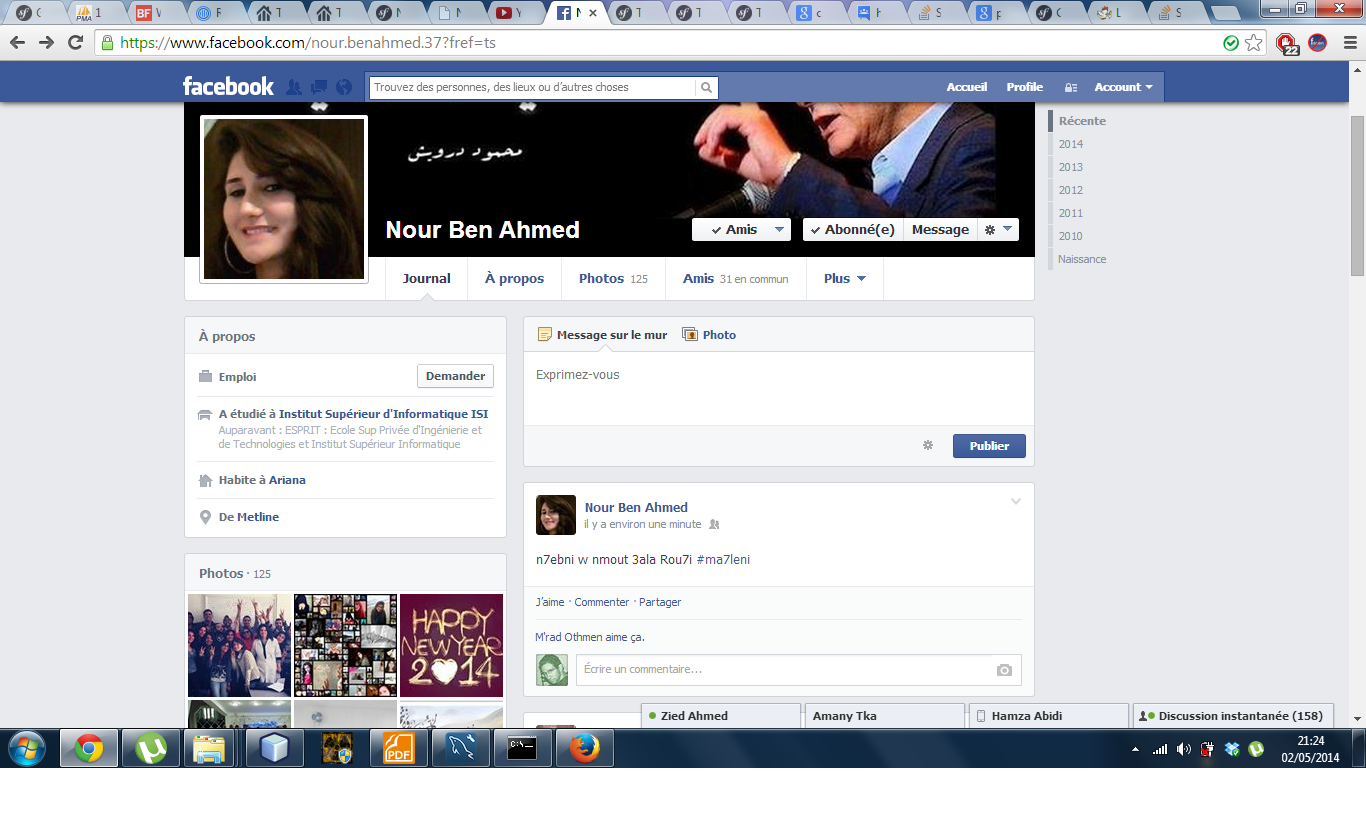 PMA 1
BF
https://www.facebook.com/nour.benahmed.37?fref=ts
22
facebook
Trouvez des personnes, des lieux ou d'autres choses
Accueil Profile Account
محمود درويش
Nour Ben Ahmed
Amis
Abonné(e) Message
Journal À propos Photos 125 Amis 31 en commun Plus
Récente
2014
2013
2012
2011
2010
Naissance
À propos
Emploi Demander
A étudié à Institut Supérieur d'Informatique ISI
Auparavant : ESPRIT : Ecole Sup Privée d'Ingénierie et
de Technologies et Institut Supérieur Informatique
Habite à Ariana
De Metline
Photos · 125
HAPPY
NEW YEAR
2014
Message sur le mur Photo
Exprimez-vous
Publier
Nour Ben Ahmed
il y a environ une minute
n7ebni w nmout 3ala Rou7i #ma7leni
J'aime · Commenter · Partager
M'rad Othmen aime ça.
Écrire un commentaire...
Zied Ahmed
Amany Tka
Hamza Abidi
Discussion instantanée (158)
PDF
C:\
21:24
02/05/2014